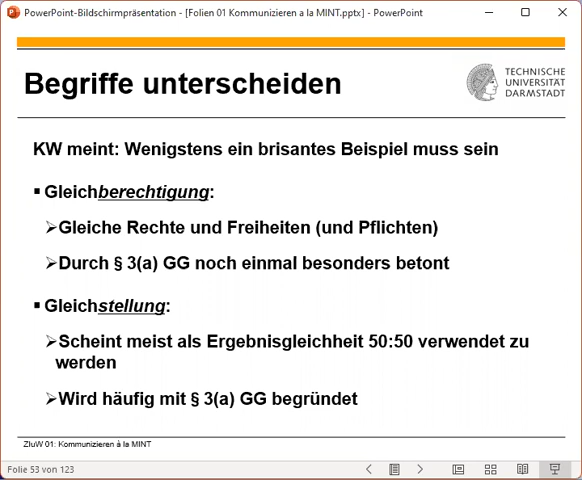 PowerPoint-Bildschirmpräsentation - [Folien 01 Kommunizieren a la MINT.pptx] - PowerPoint
Begriffe unterscheiden
TECHNISCHE
UNIVERSITÄT
DARMSTADT
KW meint: Wenigstens ein brisantes Beispiel muss sein
▪ Gleichberechtigung:
➢Gleiche Rechte und Freiheiten (und Pflichten)
➢Durch § 3(a) GG noch einmal besonders betont
▪ Gleichstellung:
➢Scheint meist als Ergebnisgleichheit 50:50 verwendet zu
werden
➢Wird häufig mit § 3(a) GG begründet
ZIuW 01: Kommunizieren à la MINT
Folie 53 von 123